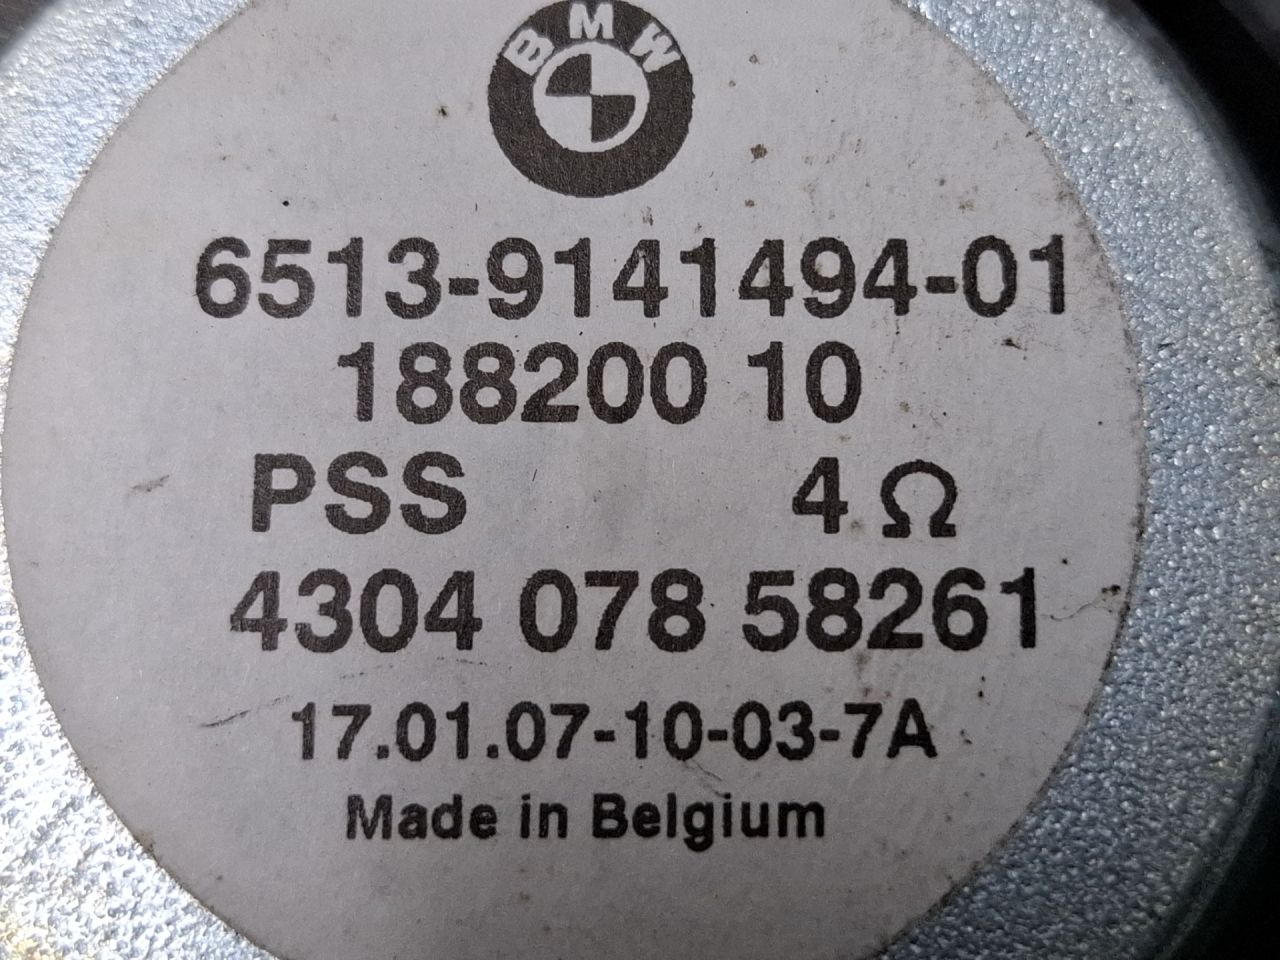 BMW
6513-9141494-01
188200 10
PSS 4 Ω
4304 078 58261
17.01.07-10-03-7A
Made in Belgium